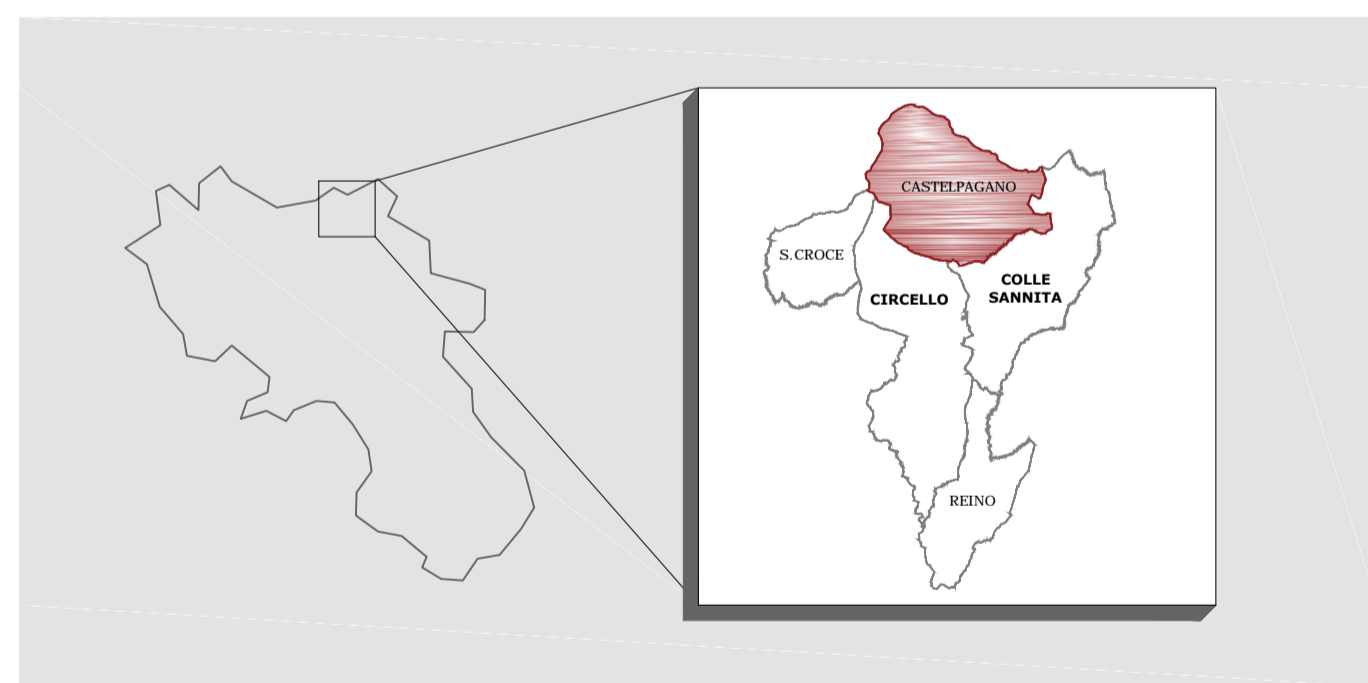 CASTELPAGANO
S.CROCE
COLLE
SANNITA
CIRCELLO
REINO